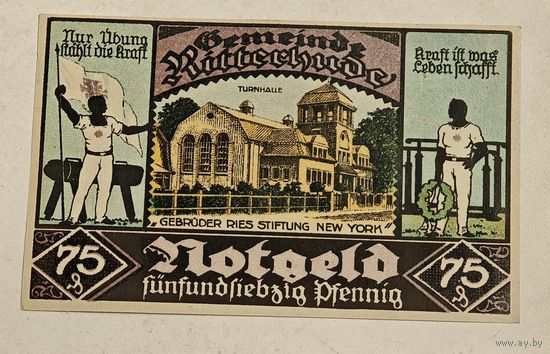 Nur Übung
stählt die Kraft
Gemeinde
Ritterhude
Kraft ist was
Leben schafft.
TURNHALLE
„GEBRÜDER RIES STIFTUNG NEW YORK”
75
₰
Notgeld
fünfundsiebzig Pfennig
75
₰
www.ay.by